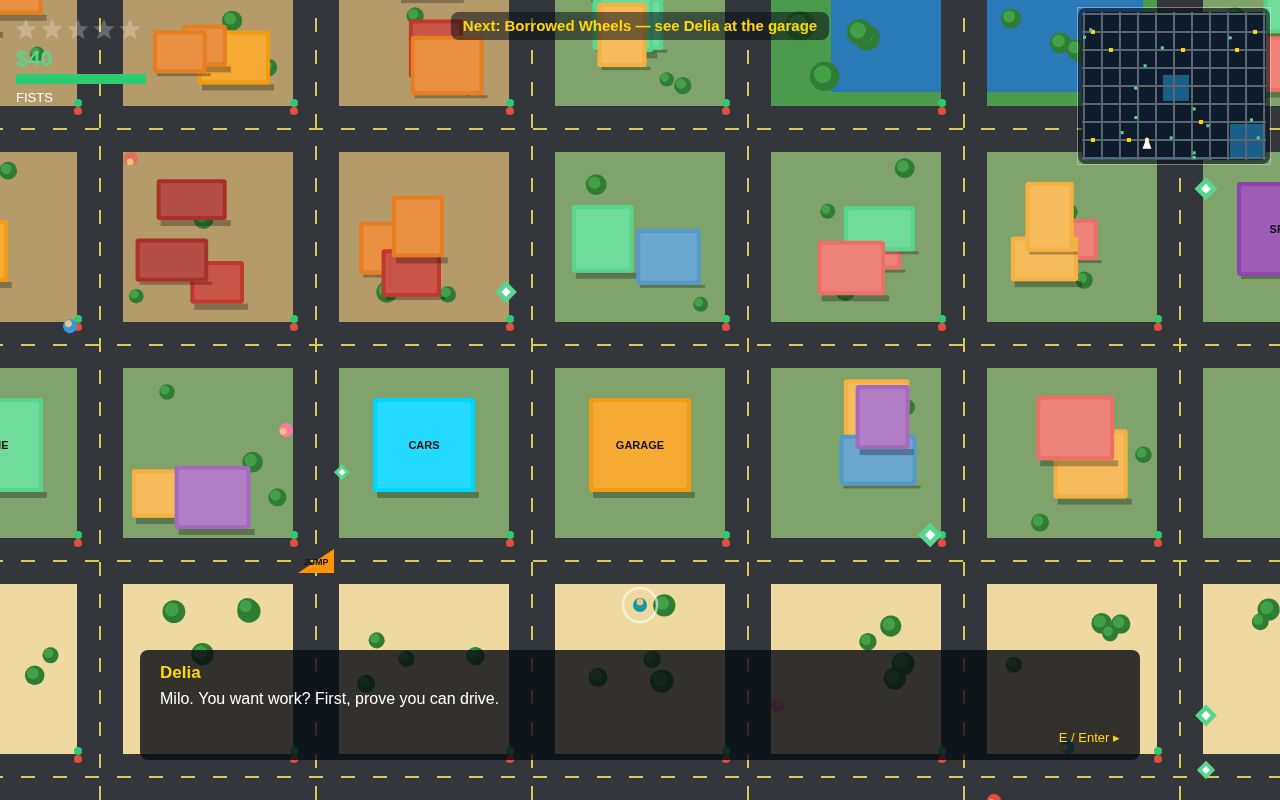 Next: Borrowed Wheels — see Delia at the garage
$40
FISTS
CARS
GARAGE
JUMP
Delia
Milo. You want work? First, prove you can drive.
E / Enter ▸